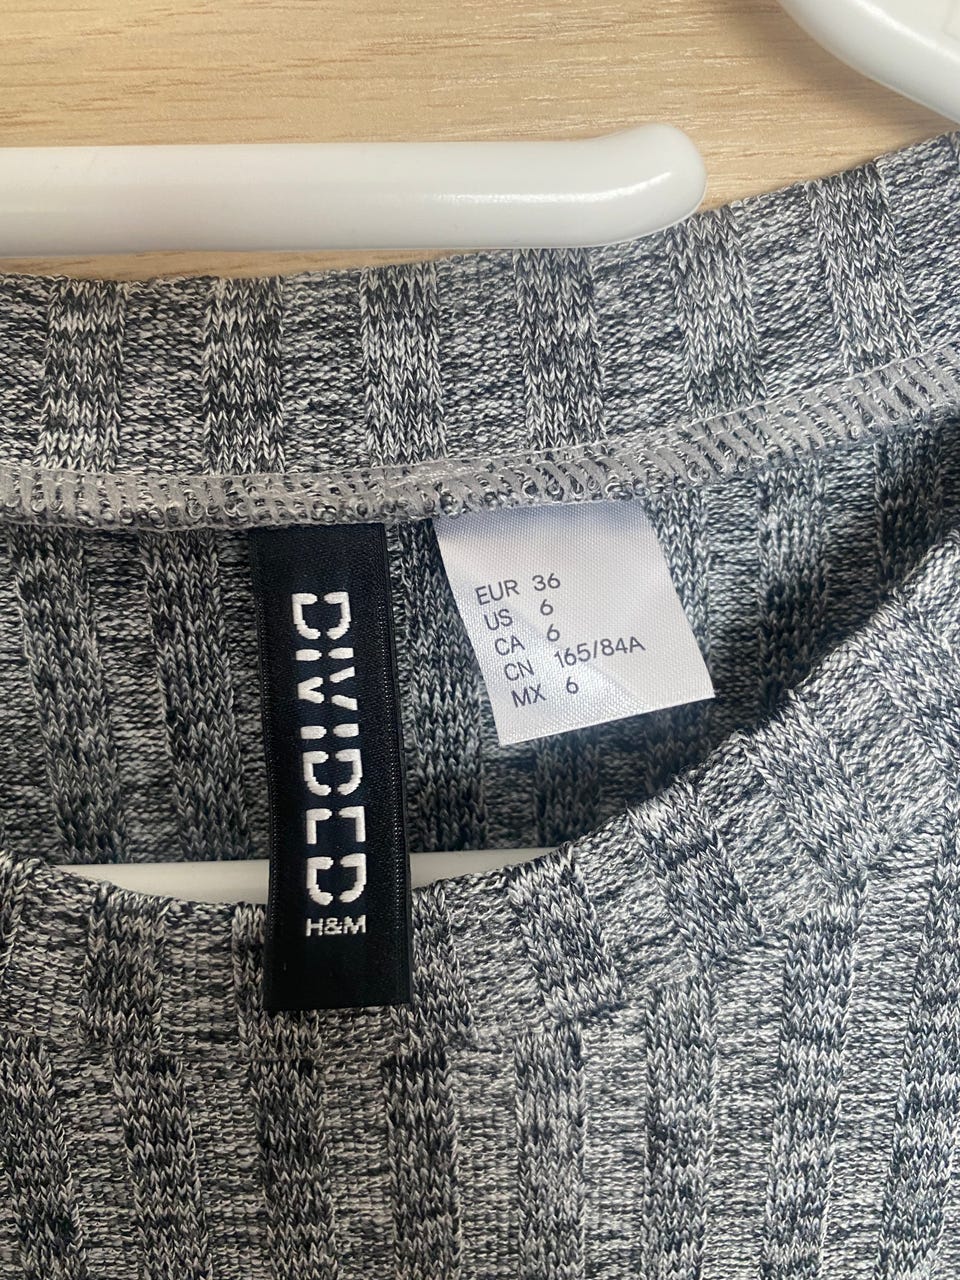 DIVIDED
H&M
EUR 36
US 6
CA 6
CN 165/84A
MX 6